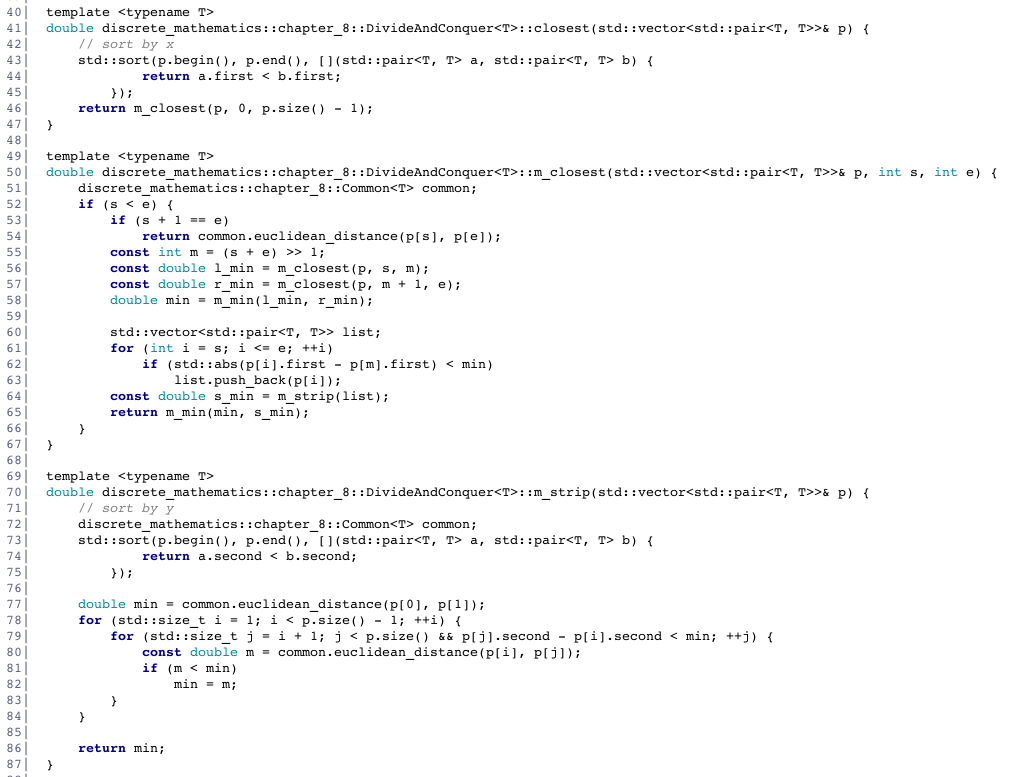 40| template <typename T>
41| double discrete_mathematics::chapter_8::DivideAndConquer<T>::closest(std::vector<std::pair<T, T>>& p) {
42|     // sort by x
43|     std::sort(p.begin(), p.end(), [](std::pair<T, T> a, std::pair<T, T> b) {
44|             return a.first < b.first;
45|         });
46|     return m_closest(p, 0, p.size() - 1);
47| }
48|
49| template <typename T>
50| double discrete_mathematics::chapter_8::DivideAndConquer<T>::m_closest(std::vector<std::pair<T, T>>& p, int s, int e) {
51|     discrete_mathematics::chapter_8::Common<T> common;
52|     if (s < e) {
53|         if (s + 1 == e)
54|             return common.euclidean_distance(p[s], p[e]);
55|         const int m = (s + e) >> 1;
56|         const double l_min = m_closest(p, s, m);
57|         const double r_min = m_closest(p, m + 1, e);
58|         double min = m_min(l_min, r_min);
59|
60|         std::vector<std::pair<T, T>> list;
61|         for (int i = s; i <= e; ++i)
62|             if (std::abs(p[i].first - p[m].first) < min)
63|                 list.push_back(p[i]);
64|         const double s_min = m_strip(list);
65|         return m_min(min, s_min);
66|     }
67| }
68|
69| template <typename T>
70| double discrete_mathematics::chapter_8::DivideAndConquer<T>::m_strip(std::vector<std::pair<T, T>>& p) {
71|     // sort by y
72|     discrete_mathematics::chapter_8::Common<T> common;
73|     std::sort(p.begin(), p.end(), [](std::pair<T, T> a, std::pair<T, T> b) {
74|             return a.second < b.second;
75|         });
76|
77|     double min = common.euclidean_distance(p[0], p[1]);
78|     for (std::size_t i = 1; i < p.size() - 1; ++i) {
79|         for (std::size_t j = i + 1; j < p.size() && p[j].second - p[i].second < min; ++j) {
80|             const double m = common.euclidean_distance(p[i], p[j]);
81|             if (m < min)
82|                 min = m;
83|         }
84|     }
85|
86|     return min;
87| }